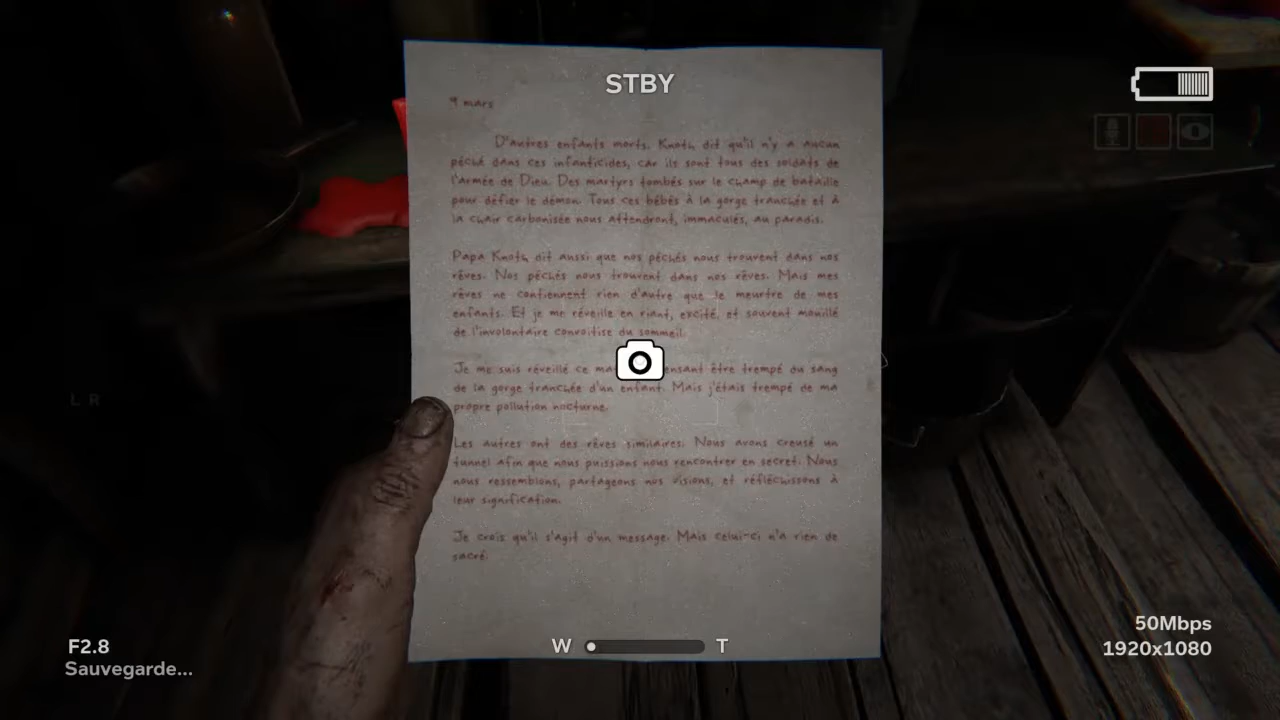 STBY
9 mars
D'autres enfants morts. Knoth dit qu'il n'y a aucun
péché dans ces infanticides, car ils sont tous des soldats de
l'armée de Dieu. Des martyrs tombés sur le champ de bataille
pour défier le démon. Tous ces bébés à la gorge tranchée et à
la chair carbonisée nous attendront, immaculés, au paradis.
Papa Knoth dit aussi que nos péchés nous trouvent dans nos
rêves. Nos péchés nous trouvent dans nos rêves. Mais mes
rêves ne contiennent rien d'autre que le meurtre de mes
enfants. Et je me réveille en riant, excité, et souvent mouillé
de l'involontaire convoitise du sommeil.
Je me suis réveillé ce être trempé du sang
de la gorge tranchée d'un enfant. Mais j'étais trempé de ma
propre pollution nocturne.
Les autres ont des rêves similaires. Nous avons creusé un
tunnel afin que nous puissions nous rencontrer en secret. Nous
nous ressemblons, partageons nos visions, et réfléchissons à
leur signification.
Je crois qu'il s'agit d'un message. Mais celui-ci n'a rien de
sacré.
L R
W T
F2.8
Sauvegarde...
50Mbps
1920x1080